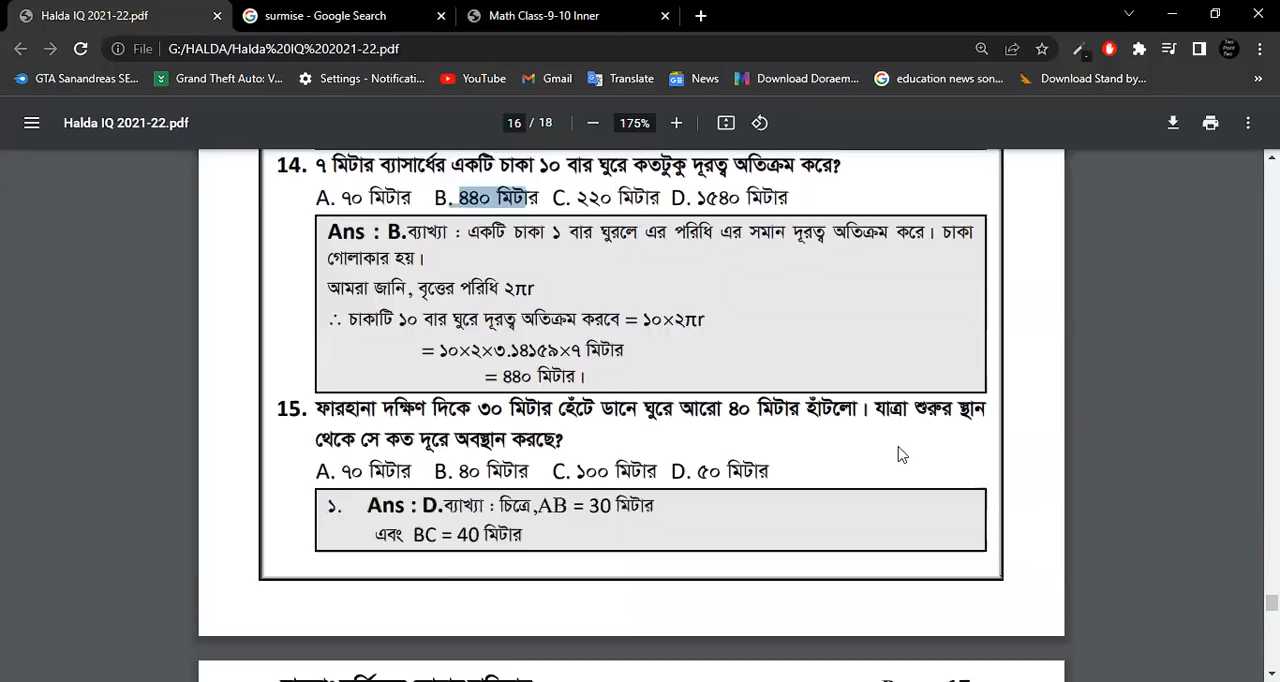 Halda IQ 2021-22.pdf
surmise - Google Search
Math Class-9-10 Inner
File
G:/HALDA/Halda%20IQ%202021-22.pdf
Two Point Two
GTA Sanandreas SE...
Grand Theft Auto: V...
Settings - Notificati...
YouTube
Gmail
Translate
News
Download Doraem...
education news son...
Download Stand by...
»
Halda IQ 2021-22.pdf
16 / 18
175%
14. ৭ মিটার ব্যাসার্ধের একটি চাকা ১০ বার ঘুরে কতটুকু দূরত্ব অতিক্রম করে?
A. ৭০ মিটার B. ৪৪০ মিটার C. ২২০ মিটার D. ১৫৪০ মিটার
Ans : B.ব্যাখ্যা : একটি চাকা ১ বার ঘুরলে এর পরিধি এর সমান দূরত্ব অতিক্রম করে। চাকা
গোলাকার হয়।
আমরা জানি, বৃত্তের পরিধি ২πr
∴ চাকাটি ১০ বার ঘুরে দূরত্ব অতিক্রম করবে = ১০×২πr
= ১০×২×৩.১৪১৫৯×৭ মিটার
= ৪৪০ মিটার।
15. ফারহানা দক্ষিণ দিকে ৩০ মিটার হেঁটে ডানে ঘুরে আরো ৪০ মিটার হাঁটলো। যাত্রা শুরুর স্থান
থেকে সে কত দূরে অবস্থান করছে?
A. ৭০ মিটার B. ৪০ মিটার C. ১০০ মিটার D. ৫০ মিটার
১. Ans : D.ব্যাখ্যা : চিত্রে,AB = 30 মিটার
এবং BC = 40 মিটার